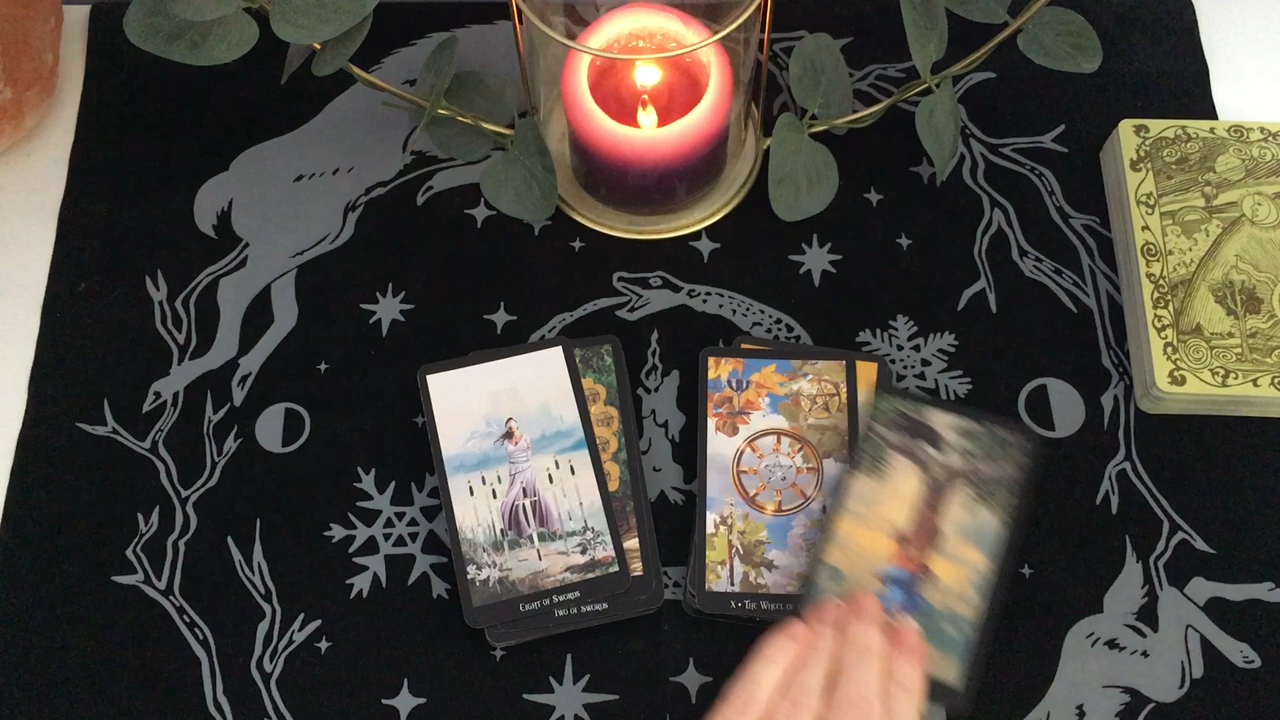 EIGHT OF SWORDS
TWO OF SWORDS
X • THE WHEEL OF